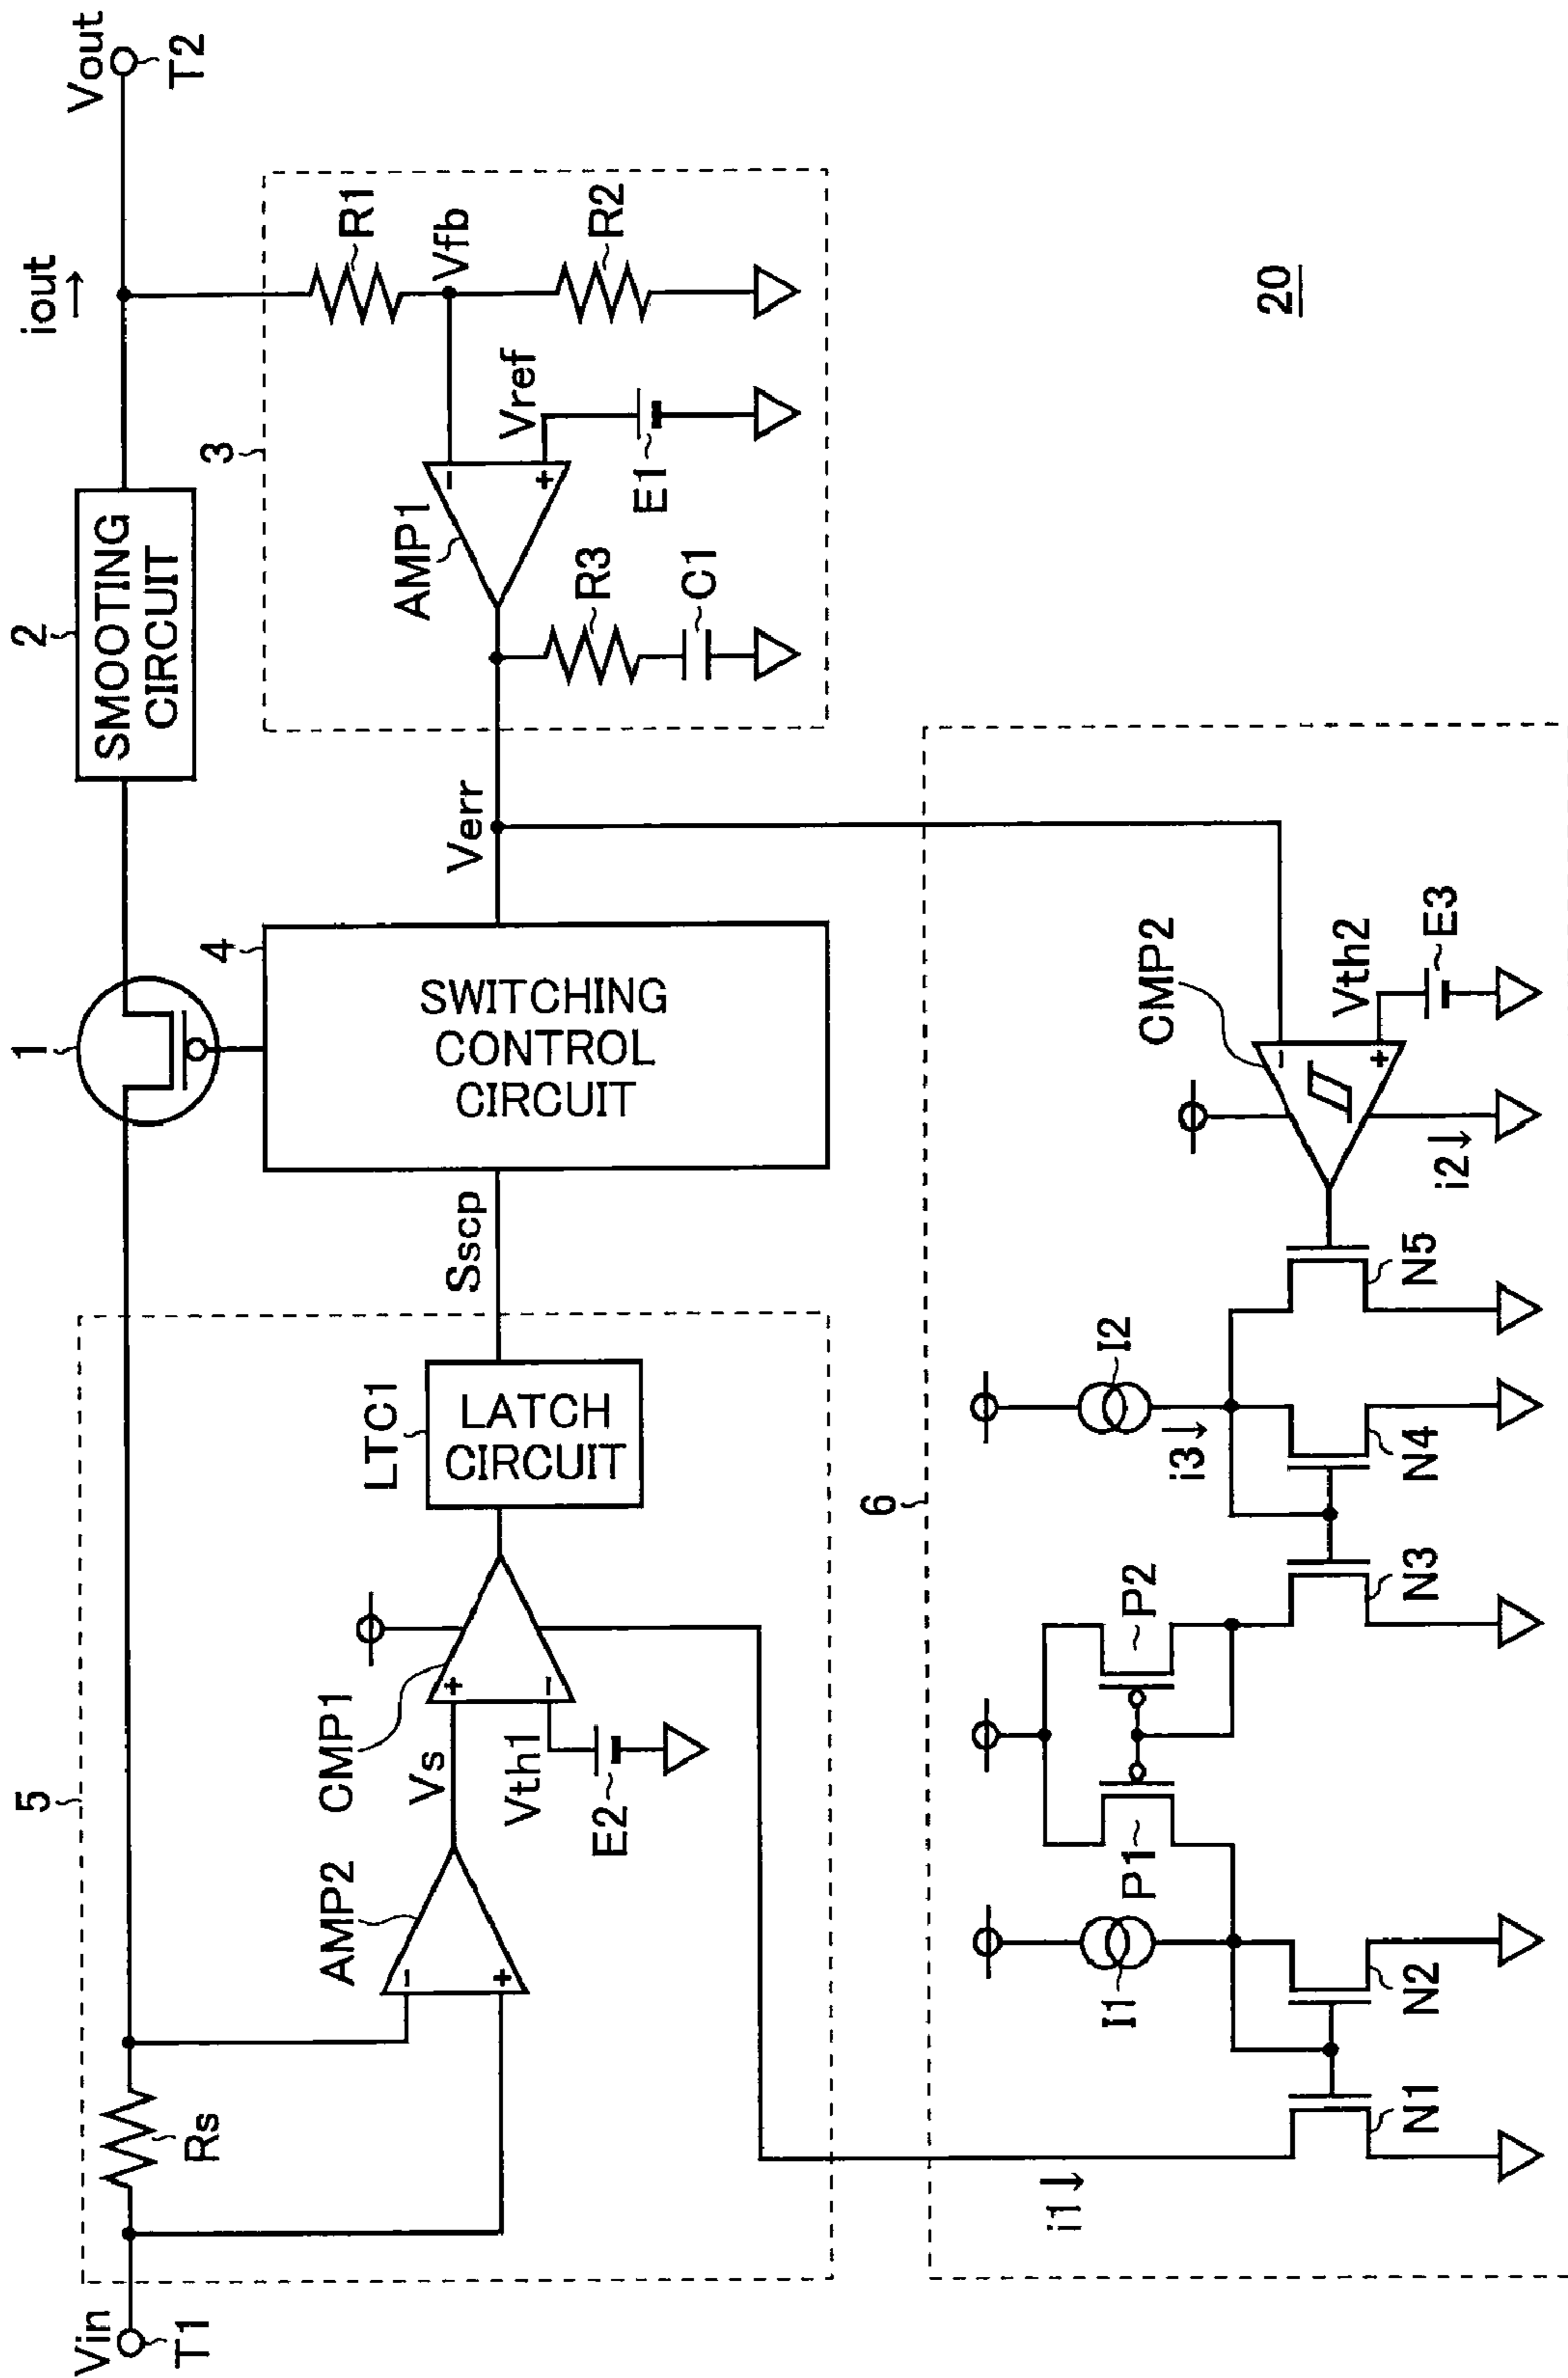 Vin
T1
Rs
5
AMP2
-
+
Vs
CMP1
+
-
Vth1
E2
LTC1
LATCH
CIRCUIT
Sscp
1
4
SWITCHING
CONTROL
CIRCUIT
2
SMOOTING
CIRCUIT
iout
Vout
T2
3
Verr
AMP1
-
+
R3
C1
Vref
E1
Vfb
R1
R2
6
i1
N1
N2
I1
P1
P2
N3
N4
i3
I2
N5
CMP2
-
+
i2
Vth2
E3
20